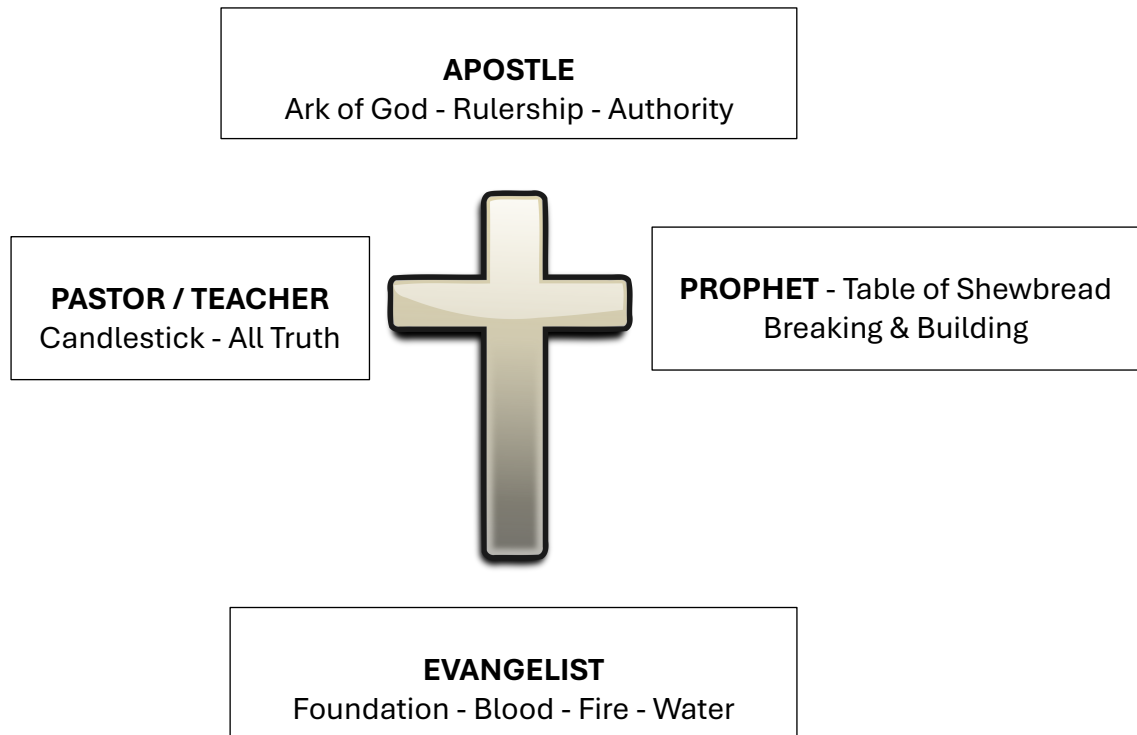 APOSTLE
Ark of God - Rulership - Authority
PASTOR / TEACHER
Candlestick - All Truth
PROPHET - Table of Shewbread
Breaking & Building
EVANGELIST
Foundation - Blood - Fire - Water